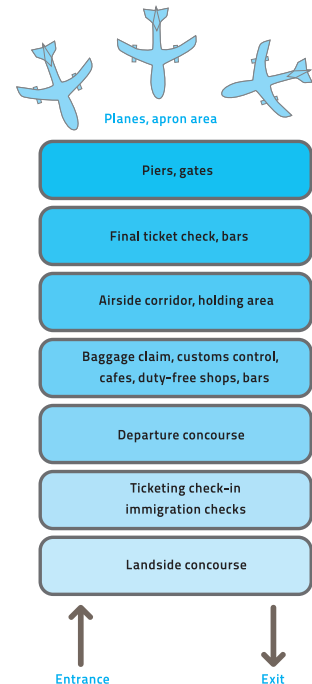 Planes, apron area
Piers, gates
Final ticket check, bars
Airside corridor, holding area
Baggage claim, customs control,
cafes, duty-free shops, bars
Departure concourse
Ticketing check-in
immigration checks
Landside concourse
Entrance
Exit